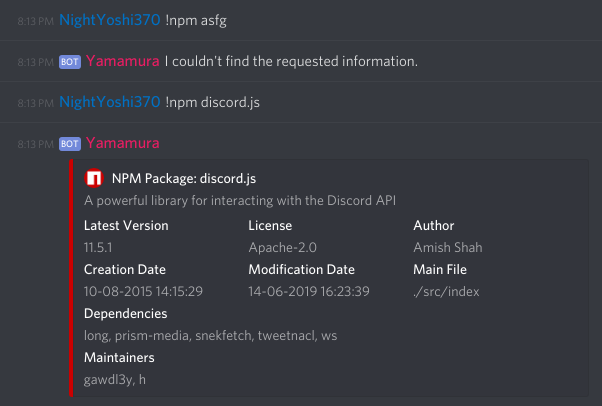 8:13 PM NightYoshi370 !npm asfg
8:13 PM BOT Yamamura I couldn't find the requested information.
8:13 PM NightYoshi370 !npm discord.js
8:13 PM BOT Yamamura
NPM Package: discord.js
A powerful library for interacting with the Discord API
Latest Version License Author
11.5.1 Apache-2.0 Amish Shah
Creation Date Modification Date Main File
10-08-2015 14:15:29 14-06-2019 16:23:39 ./src/index
Dependencies
long, prism-media, snekfetch, tweetnacl, ws
Maintainers
gawdl3y, h